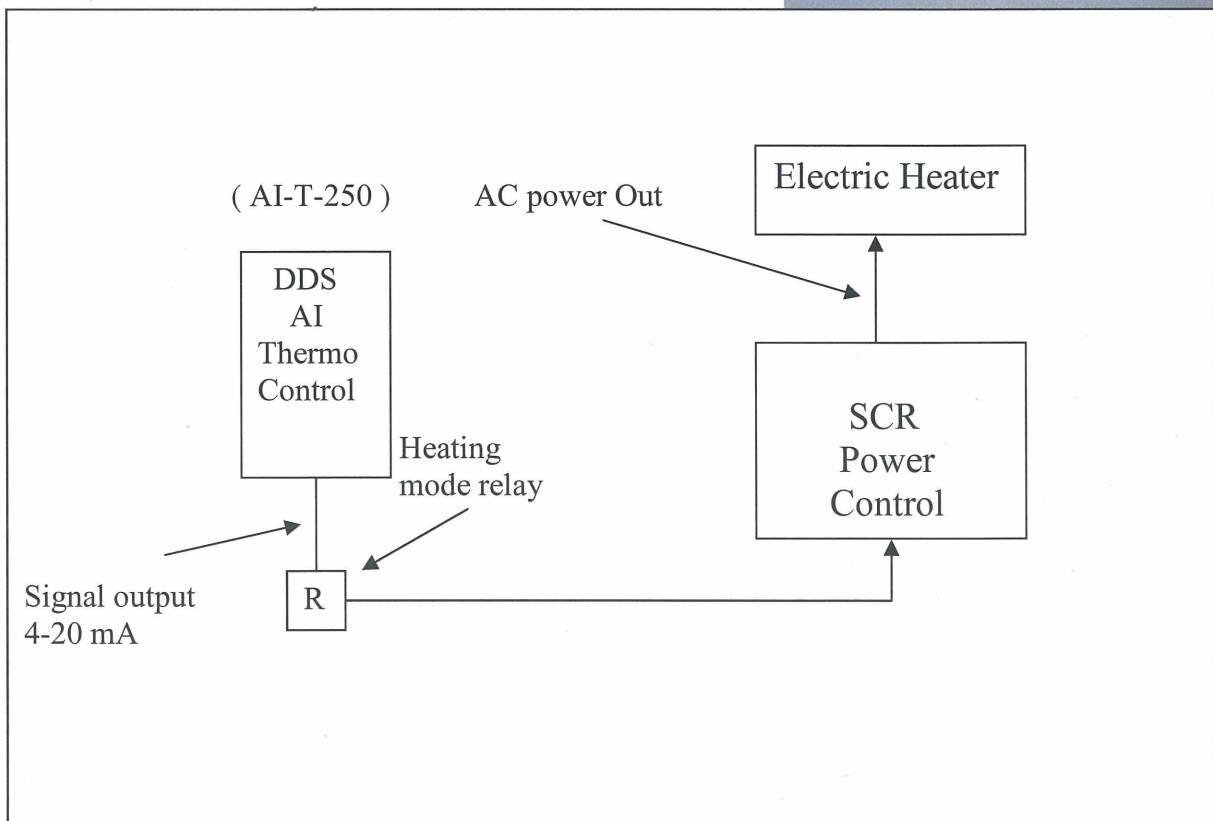 ( AI-T-250 )
AC power Out
Electric Heater
DDS
AI
Thermo
Control
SCR
Power
Control
Heating
mode relay
Signal output
4-20 mA
R